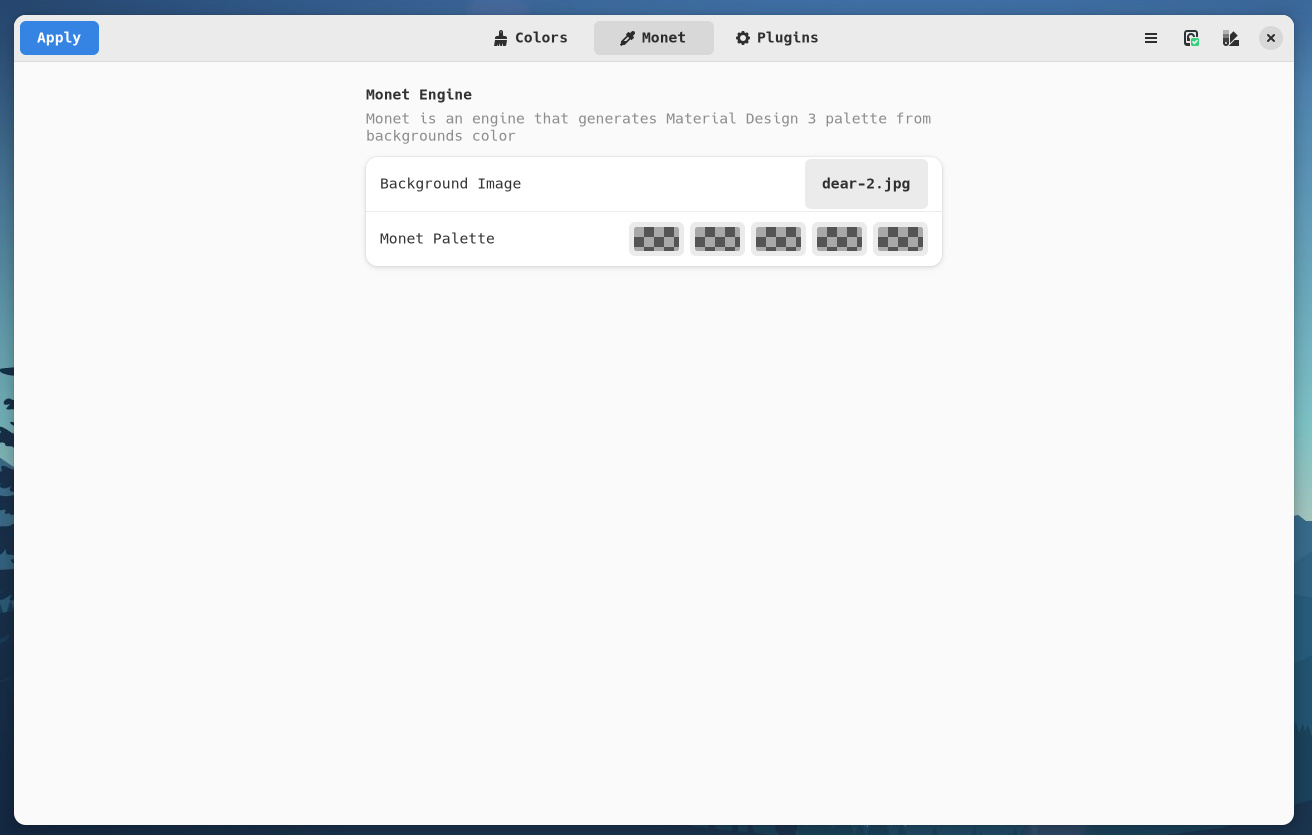 Apply
Colors
Monet
Plugins
Monet Engine
Monet is an engine that generates Material Design 3 palette from
backgrounds color
Background Image
dear-2.jpg
Monet Palette